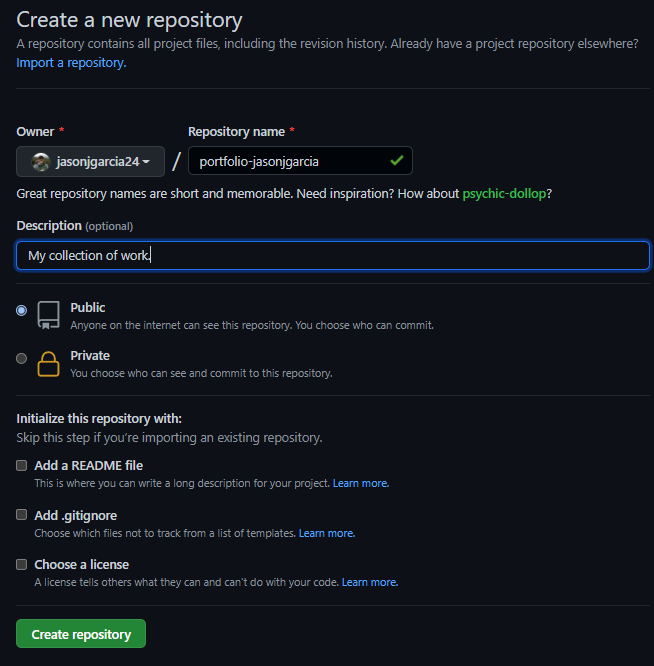 Create a new repository
A repository contains all project files, including the revision history. Already have a project repository elsewhere?
Import a repository.
Owner * Repository name *
jasonjgarcia24 / portfolio-jasonjgarcia
Great repository names are short and memorable. Need inspiration? How about psychic-dollop?
Description (optional)
My collection of work.
Public
Anyone on the internet can see this repository. You choose who can commit.
Private
You choose who can see and commit to this repository.
Initialize this repository with:
Skip this step if you're importing an existing repository.
Add a README file
This is where you can write a long description for your project. Learn more.
Add .gitignore
Choose which files not to track from a list of templates. Learn more.
Choose a license
A license tells others what they can and can't do with your code. Learn more.
Create repository